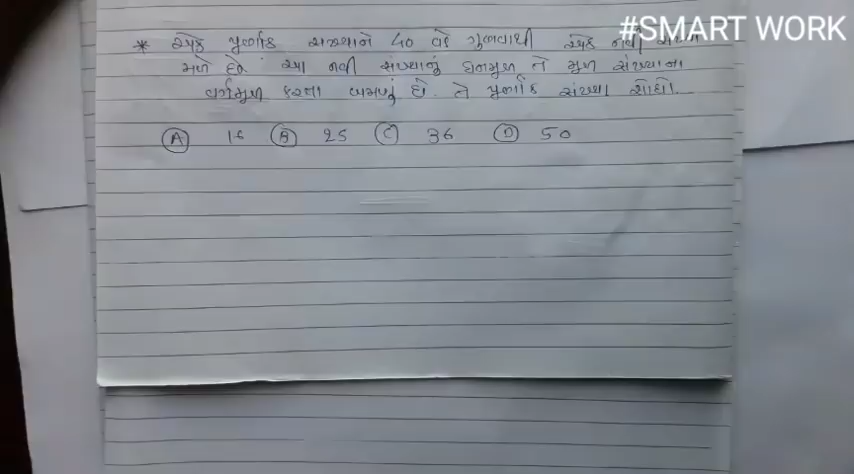 #SMART WORK
* એક પુર્ણાક સંખ્યાને 40 વડે ગુણવાથી એક નવી સંખ્યા
મળે છે. આ નવી સંખ્યાનું ઘનમુળ તે મુળ સંખ્યાના
વર્ગમુળ કરતા બમણું છે. તે પુર્ણાક સંખ્યા શોધો.
(A) 16 (B) 25 (C) 36 (D) 50